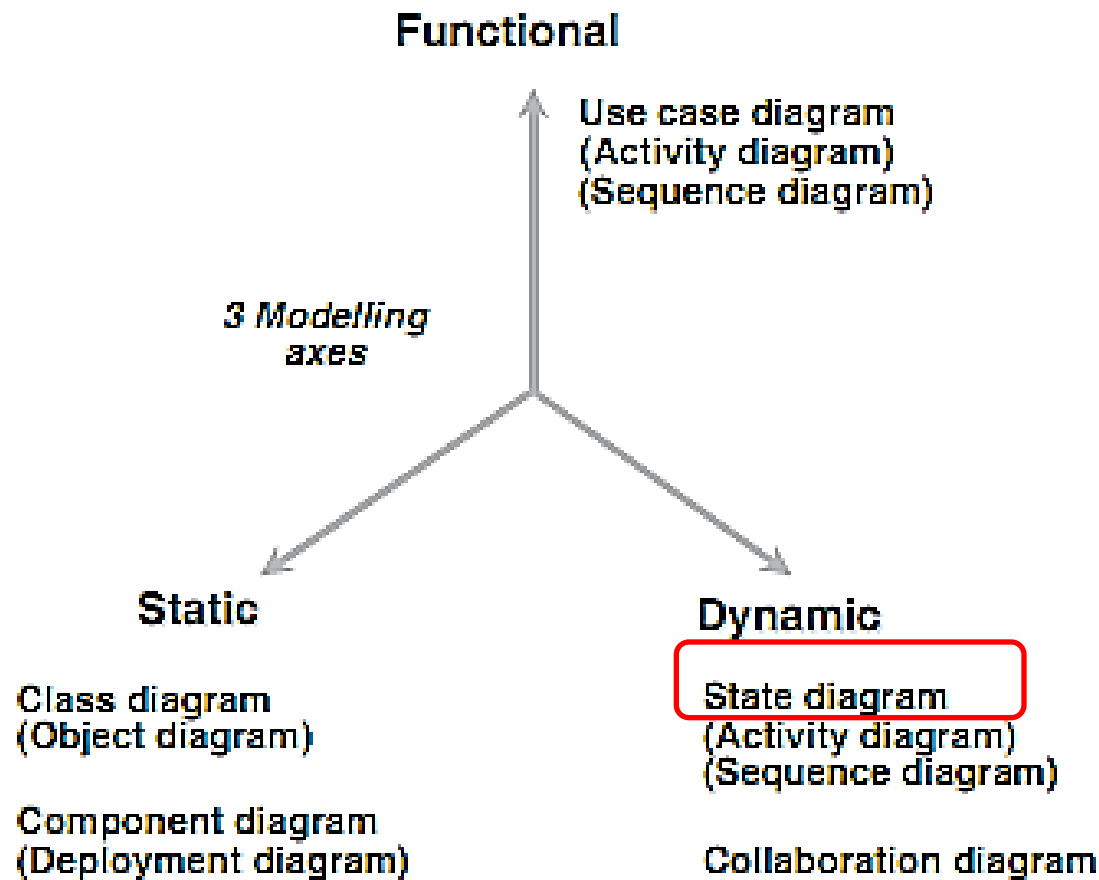 Functional
Use case diagram
(Activity diagram)
(Sequence diagram)
3 Modelling
axes
Static
Class diagram
(Object diagram)
Component diagram
(Deployment diagram)
Dynamic
State diagram
(Activity diagram)
(Sequence diagram)
Collaboration diagram